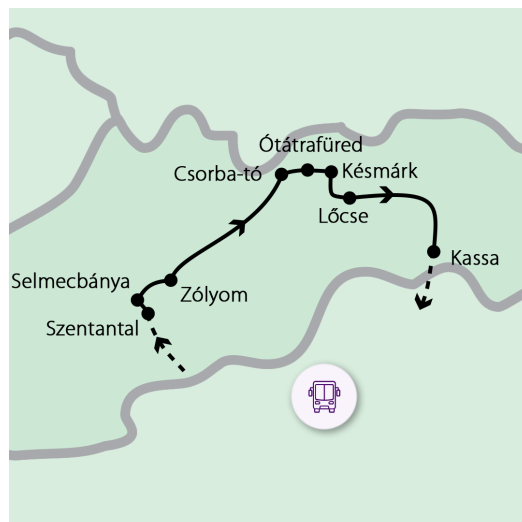 Ótátrafüred
Csorba-tó
Késmárk
Lőcse
Kassa
Selmecbánya
Zólyom
Szentantal